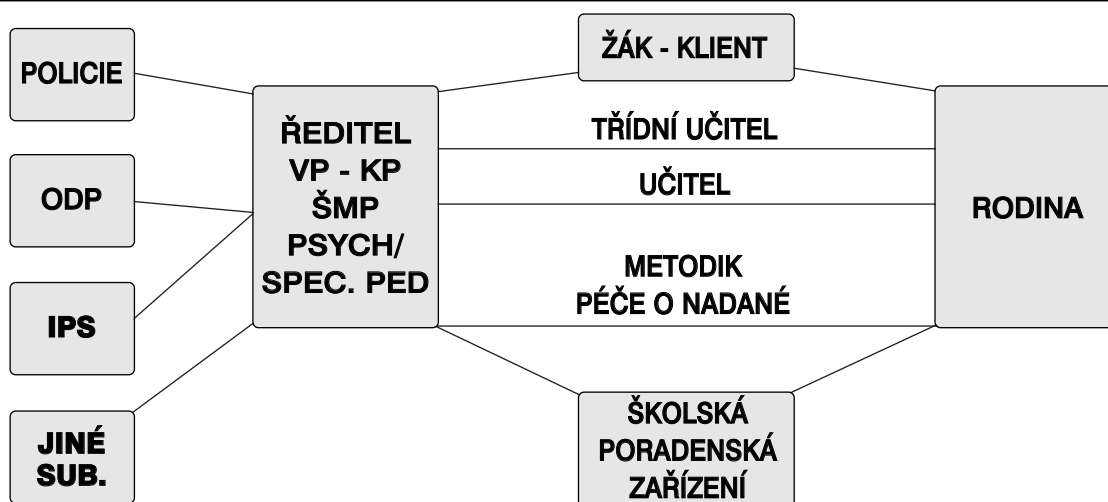 POLICIE
ODP
IPS
JINÉ
SUB.
ŘEDITEL
VP - KP
ŠMP
PSYCH/
SPEC. PED
ŽÁK - KLIENT
TŘÍDNÍ UČITEL
UČITEL
METODIK
PÉČE O NADANÉ
ŠKOLSKÁ
PORADENSKÁ
ZAŘÍZENÍ
RODINA